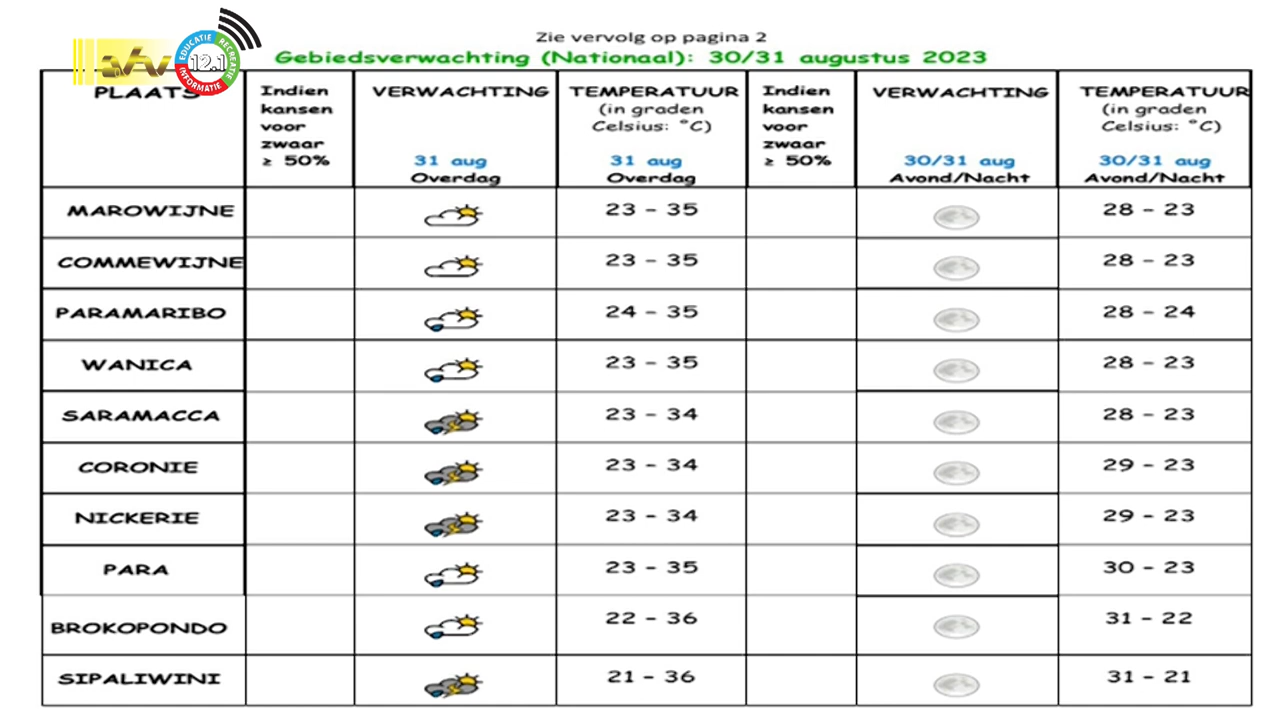 Zie vervolg op pagina 2
Gebiedsverwachting (Nationaal): 30/31 augustus 2023
EDUCATIE RECREATIE INFORMATIE
12.1
PLAATS
Indien
kansen
voor
zwaar
≥ 50%
VERWACHTING
31 aug
Overdag
TEMPERATUUR
(in graden
Celsius: °C)
31 aug
Overdag
Indien
kansen
voor
zwaar
≥ 50%
VERWACHTING
30/31 aug
Avond/Nacht
TEMPERATUUR
(in graden
Celsius: °C)
30/31 aug
Avond/Nacht
MAROWIJNE 23 - 35 28 - 23
COMMEWIJNE 23 - 35 28 - 23
PARAMARIBO 24 - 35 28 - 24
WANICA 23 - 35 28 - 23
SARAMACCA 23 - 34 28 - 23
CORONIE 23 - 34 29 - 23
NICKERIE 23 - 34 29 - 23
PARA 23 - 35 30 - 23
BROKOPONDO 22 - 36 31 - 22
SIPALIWINI 21 - 36 31 - 21